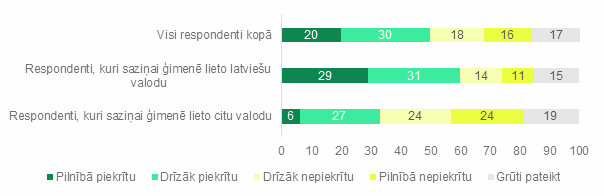 Visi respondenti kopā
20 30 18 16 17
Respondenti, kuri saziņai ģimenē lieto latviešu
valodu
29 31 14 11 15
Respondenti, kuri saziņai ģimenē lieto citu valodu
6 27 24 24 19
0 10 20 30 40 50 60 70 80 90 100
Pilnībā piekrītu Drīzāk piekrītu Drīzāk nepiekrītu Pilnībā nepiekrītu Grūti pateikt